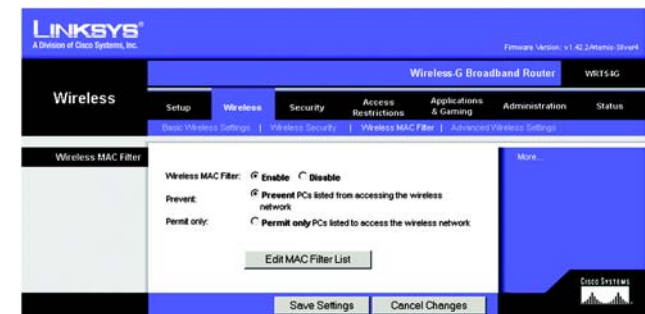 LINKSYS®
A Division of Cisco Systems, Inc.
Firmware Version: v1.42.2
Wireless-G Broadband Router WRT54G
Wireless
Setup Wireless Security Access Restrictions Applications & Gaming Administration Status
Basic Wireless Settings | Wireless Security | Wireless MAC Filter | Advanced Wireless Settings
Wireless MAC Filter
More...
Wireless MAC Filter: Enable Disable
Prevent: Prevent PCs listed from accessing the wireless
network
Permit only: Permit only PCs listed to access the wireless network
Edit MAC Filter List
CISCO SYSTEMS
Save Settings Cancel Changes